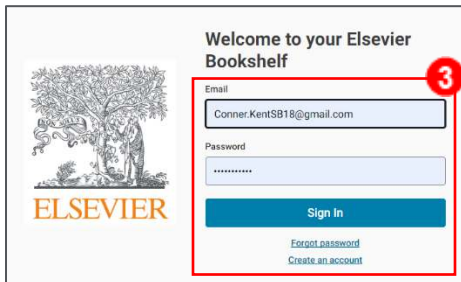 Welcome to your Elsevier
Bookshelf
3
Email
Conner.KentSB18@gmail.com
Password
ELSEVIER
Sign In
Forgot password
Create an account